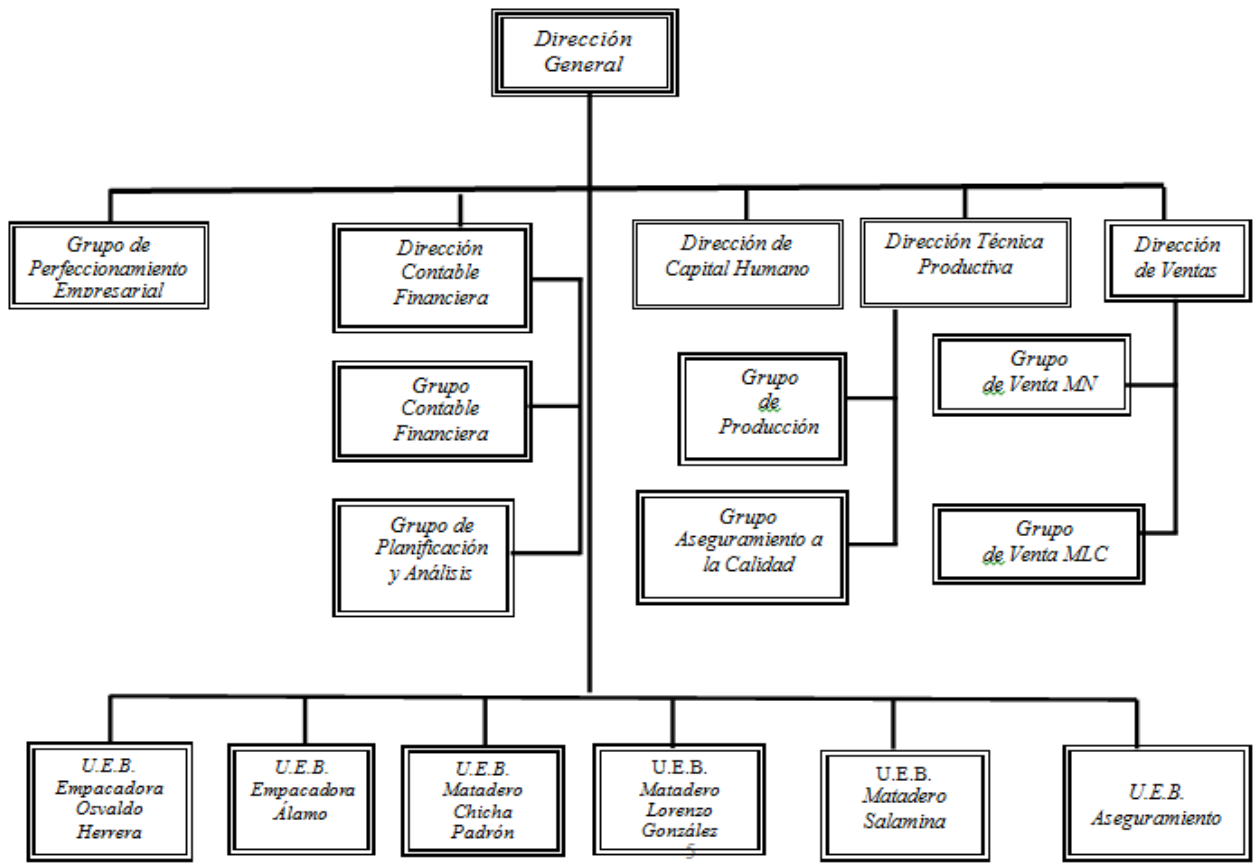 Dirección
General
Grupo de
Perfeccionamiento
Empresarial
Dirección
Contable
Financiera
Dirección de
Capital Humano
Dirección Técnica
Productiva
Dirección
de Ventas
Grupo
Contable
Financiera
Grupo
de
Producción
Grupo
de Venta MN
Grupo de
Planificación
y Análisis
Grupo
Aseguramiento a
la Calidad
Grupo
de Venta MLC
U.E.B.
Empacadora
Osvaldo
Herrera
U.E.B.
Empacadora
Álamo
U.E.B.
Matadero
Chicha
Padrón
U.E.B.
Matadero
Lorenzo
González
5
U.E.B.
Matadero
Salamina
U.E.B.
Aseguramiento